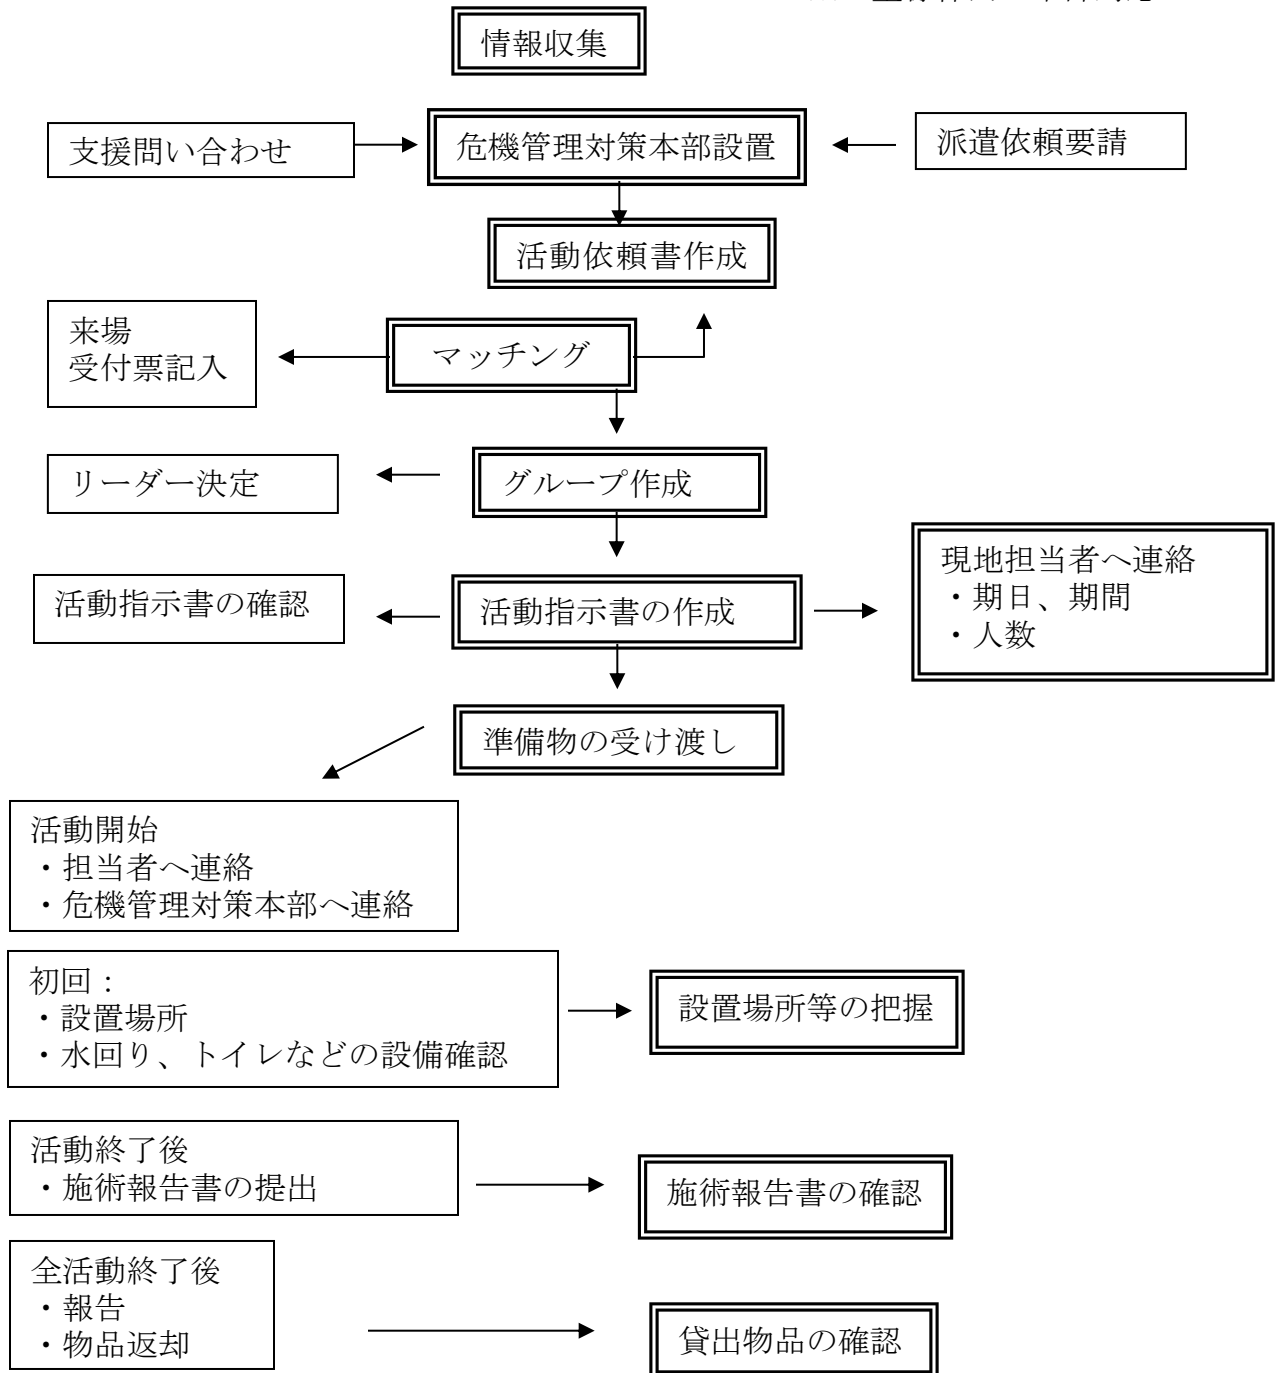 情報収集
支援問い合わせ
危機管理対策本部設置
派遣依頼要請
活動依頼書作成
来場
受付票記入
マッチング
リーダー決定
グループ作成
現地担当者へ連絡
・期日、期間
・人数
活動指示書の確認
活動指示書の作成
準備物の受け渡し
活動開始
・担当者へ連絡
・危機管理対策本部へ連絡
初回：
・設置場所
・水回り、トイレなどの設備確認
設置場所等の把握
活動終了後
・施術報告書の提出
施術報告書の確認
全活動終了後
・報告
・物品返却
貸出物品の確認